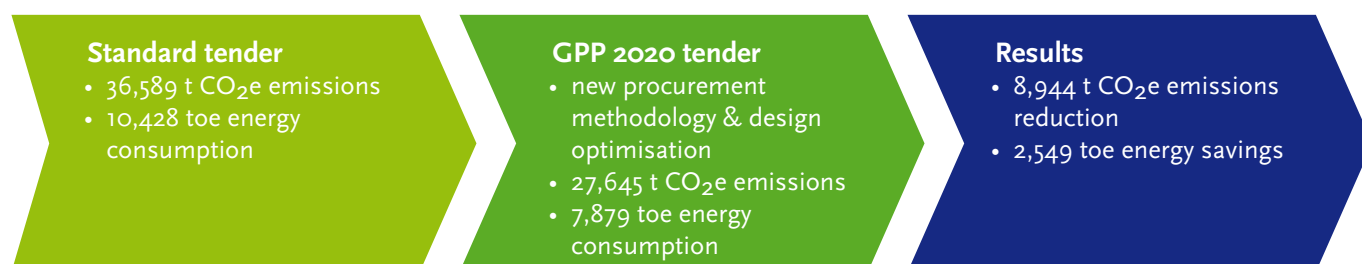 Standard tender
• 36,589 t CO₂e emissions
• 10,428 toe energy
consumption
GPP 2020 tender
• new procurement
methodology & design
optimisation
• 27,645 t CO₂e emissions
• 7,879 toe energy
consumption
Results
• 8,944 t CO₂e emissions
reduction
• 2,549 toe energy savings